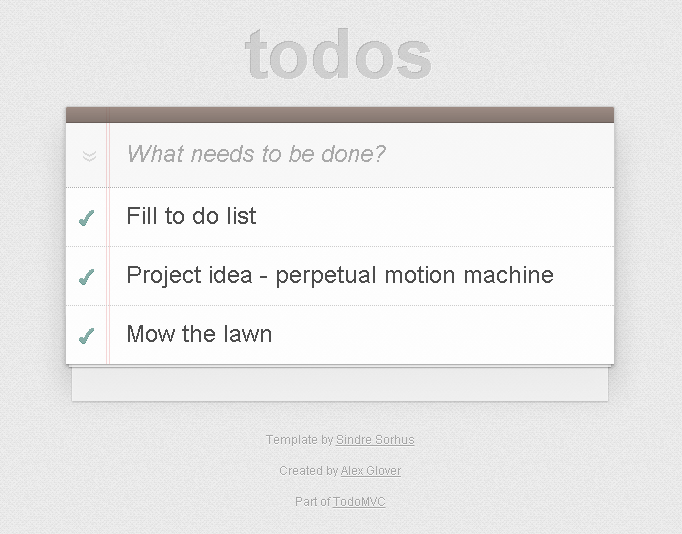 todos
What needs to be done?
Fill to do list
Project idea - perpetual motion machine
Mow the lawn
Template by Sindre Sorhus
Created by Alex Glover
Part of TodoMVC